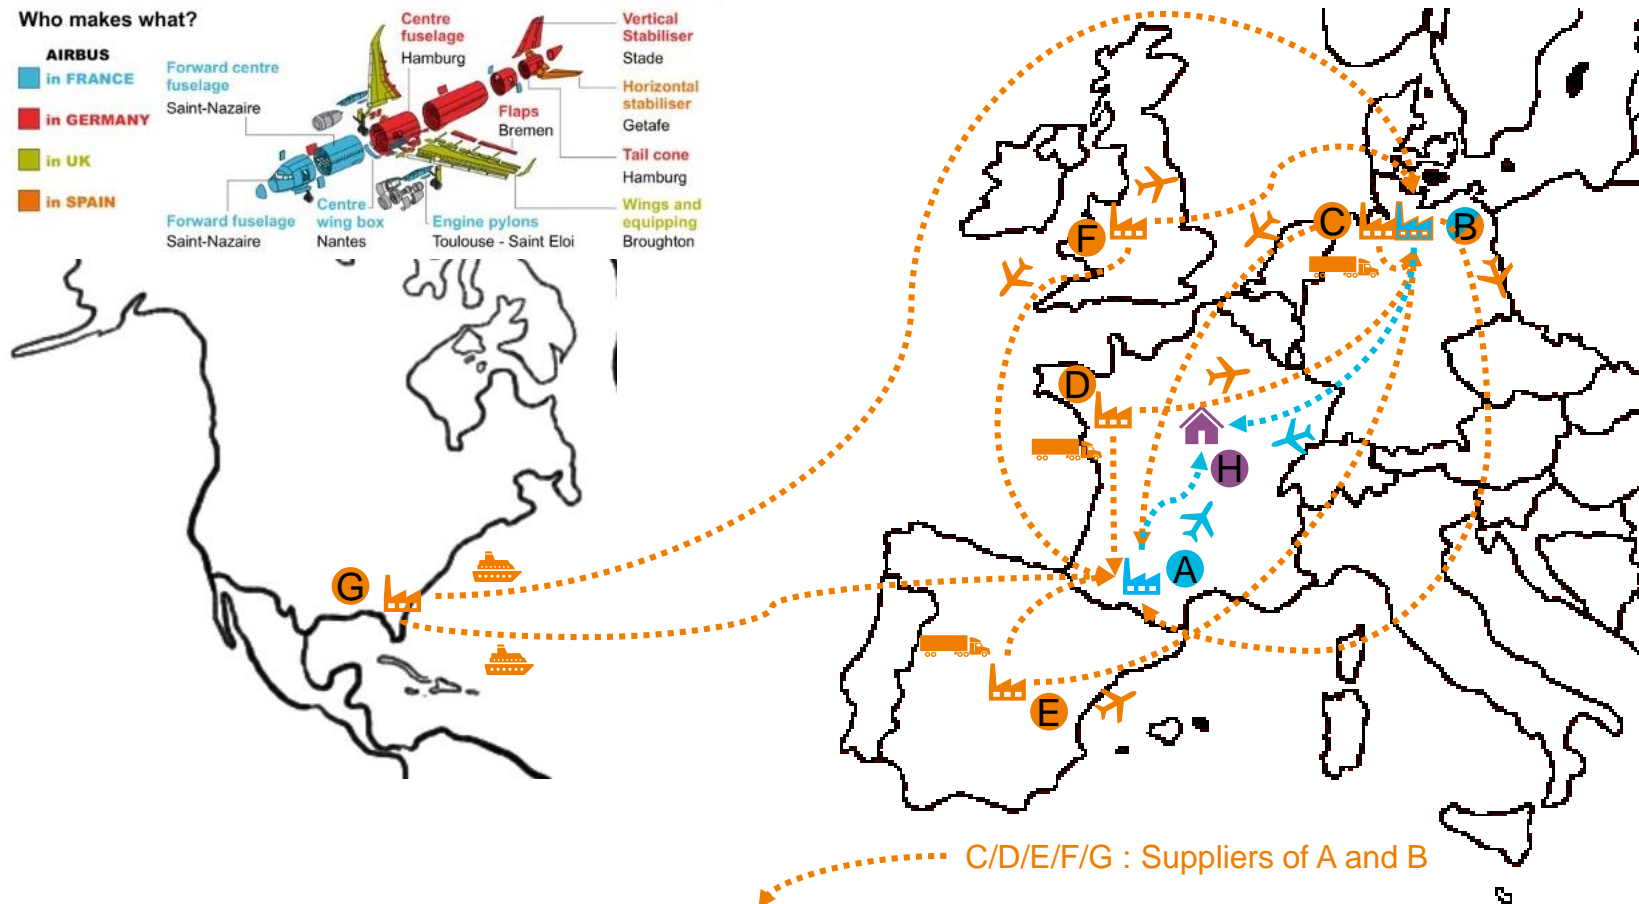 Who makes what?
AIRBUS
in FRANCE
in GERMANY
in UK
in SPAIN
Forward centre
fuselage
Saint-Nazaire
Centre
fuselage
Hamburg
Vertical
Stabiliser
Stade
Horizontal
stabiliser
Getafe
Flaps
Bremen
Tail cone
Hamburg
Forward fuselage
Saint-Nazaire
Centre
wing box
Nantes
Engine pylons
Toulouse - Saint Eloi
Wings and
equipping
Broughton
F
C
B
D
H
G
A
E
C/D/E/F/G : Suppliers of A and B